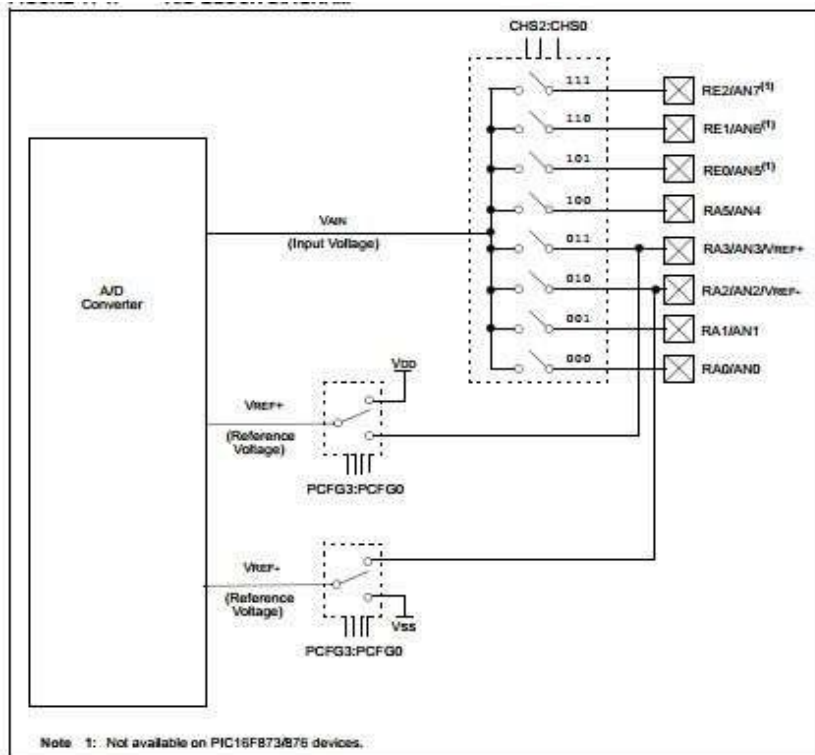 CHS2:CHS0
111
RE2/AN7(1)
110
RE1/AN6(1)
101
RE0/AN5(1)
100
RA5/AN4
VAIN
(Input Voltage)
011
RA3/AN3/VREF+
A/D
Converter
010
RA2/AN2/VREF-
001
RA1/AN1
VDD
000
RA0/AN0
VREF+
(Reference
Voltage)
PCFG3:PCFG0
VREF-
(Reference
Voltage)
VSS
PCFG3:PCFG0
Note 1: Not available on PIC16F873/876 devices.